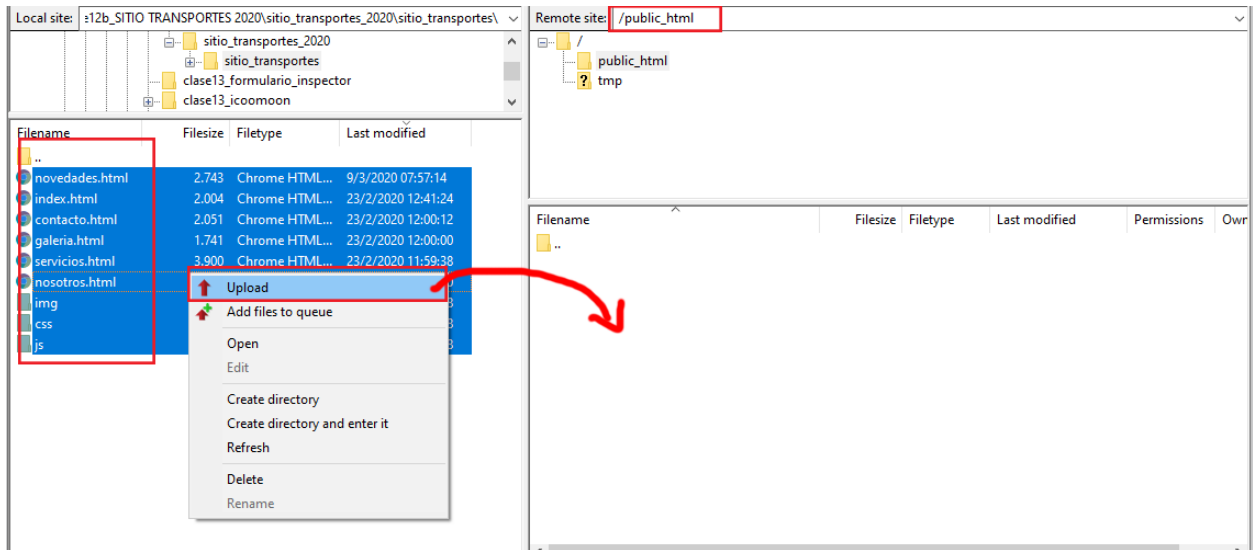 Local site: e12b_SITIO TRANSPORTES 2020\sitio_transportes_2020\sitio_transportes\
sitio_transportes_2020
sitio_transportes
clase13_formulario_inspector
clase13_icoomoon
Filename Filesize Filetype Last modified
..
novedades.html 2.743 Chrome HTML... 9/3/2020 07:57:14
index.html 2.004 Chrome HTML... 23/2/2020 12:41:24
contacto.html 2.051 Chrome HTML... 23/2/2020 12:00:12
galeria.html 1.741 Chrome HTML... 23/2/2020 12:00:00
servicios.html 3.900 Chrome HTML... 23/2/2020 11:59:38
nosotros.html
img
css
js
Upload
Add files to queue
Open
Edit
Create directory
Create directory and enter it
Refresh
Delete
Rename
Remote site: /public_html
/
public_html
? tmp
Filename Filesize Filetype Last modified Permissions Own
..